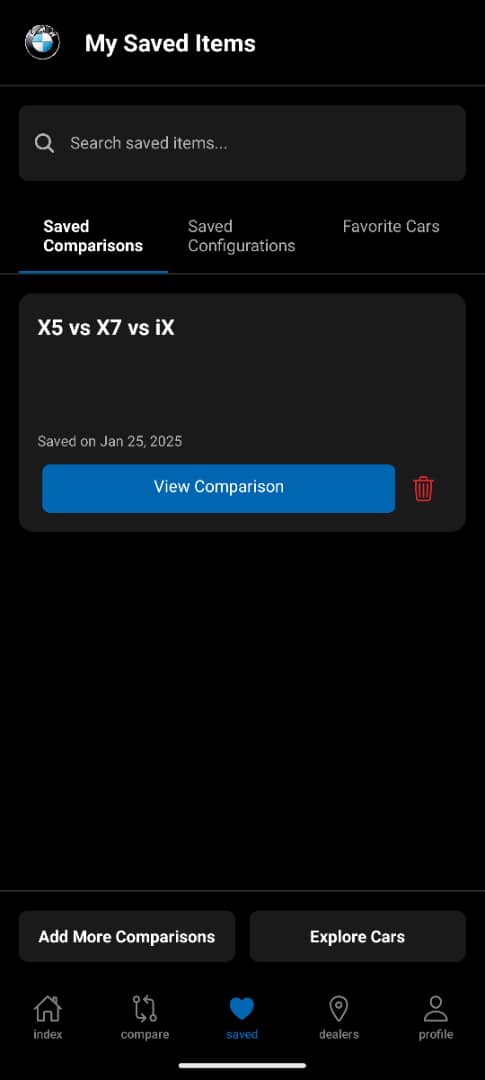 My Saved Items
Search saved items...
Saved
Comparisons
Saved
Configurations
Favorite Cars
X5 vs X7 vs iX
Saved on Jan 25, 2025
View Comparison
Add More Comparisons
Explore Cars
index
compare
saved
dealers
profile